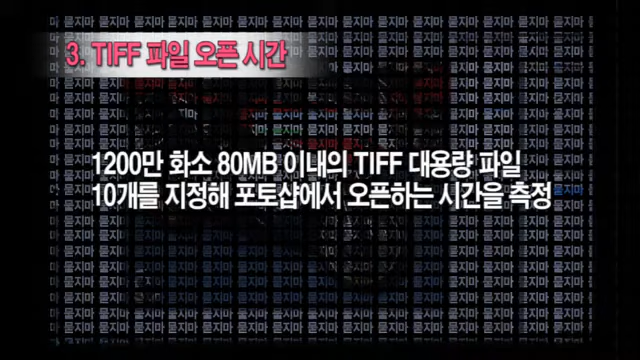 3. TIFF 파일 오픈 시간
1200만 화소 80MB 이내의 TIFF 대용량 파일
10개를 지정해 포토샵에서 오픈하는 시간을 측정